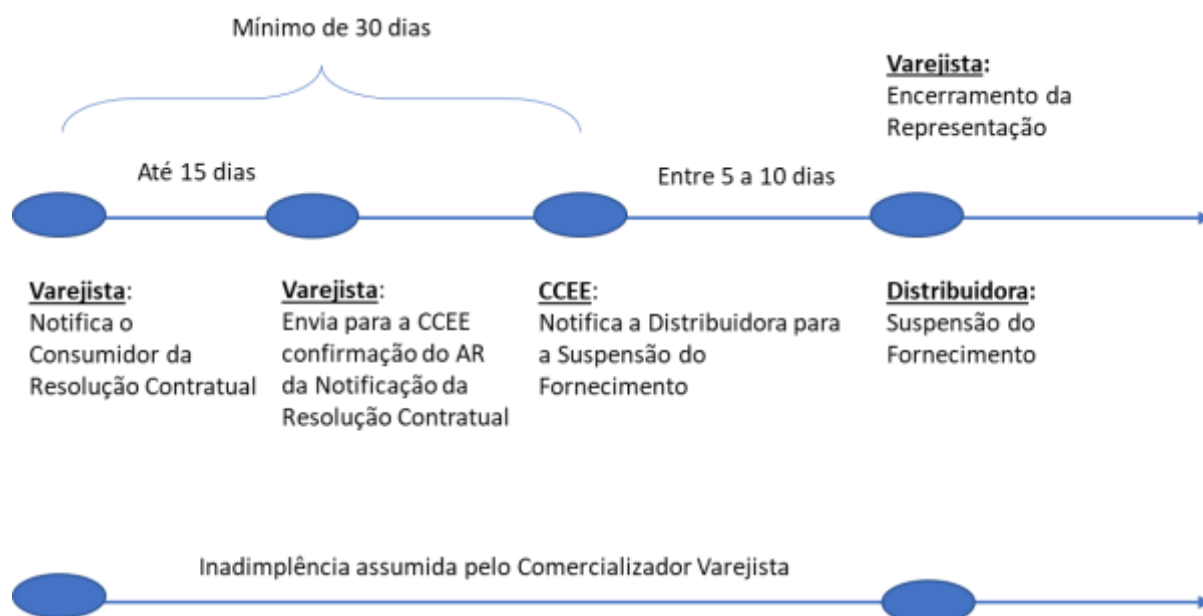 Mínimo de 30 dias
Varejista:
Encerramento da
Representação
Até 15 dias
Entre 5 a 10 dias
Varejista:
Notifica o
Consumidor da
Resolução Contratual
Varejista:
Envia para a CCEE
confirmação do AR
da Notificação da
Resolução Contratual
CCEE:
Notifica a Distribuidora para
a Suspensão do
Fornecimento
Distribuidora:
Suspensão do
Fornecimento
Inadimplência assumida pelo Comercializador Varejista